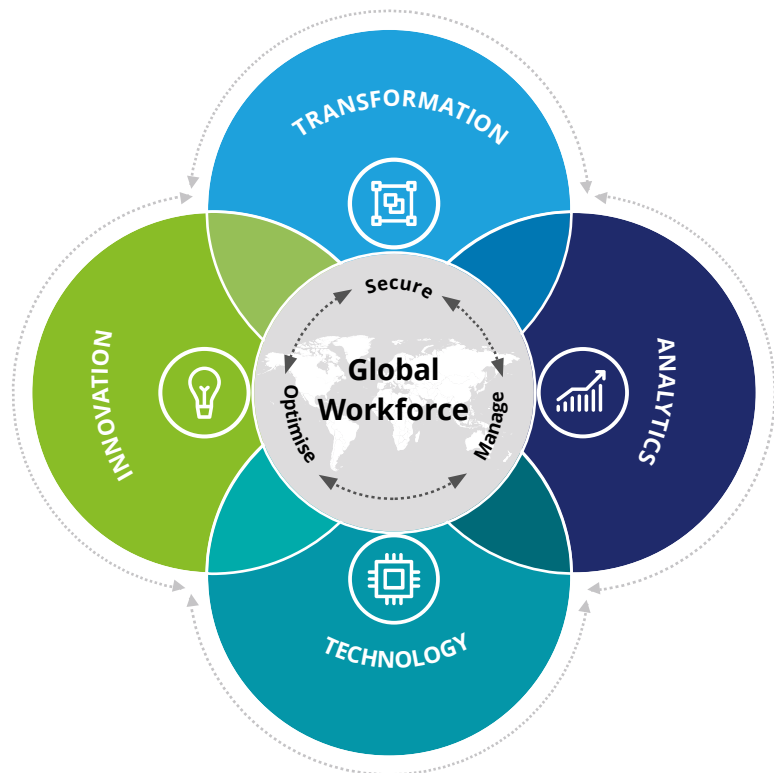 TRANSFORMATION
INNOVATION
Secure
Global
Workforce
Optimise
Manage
ANALYTICS
TECHNOLOGY